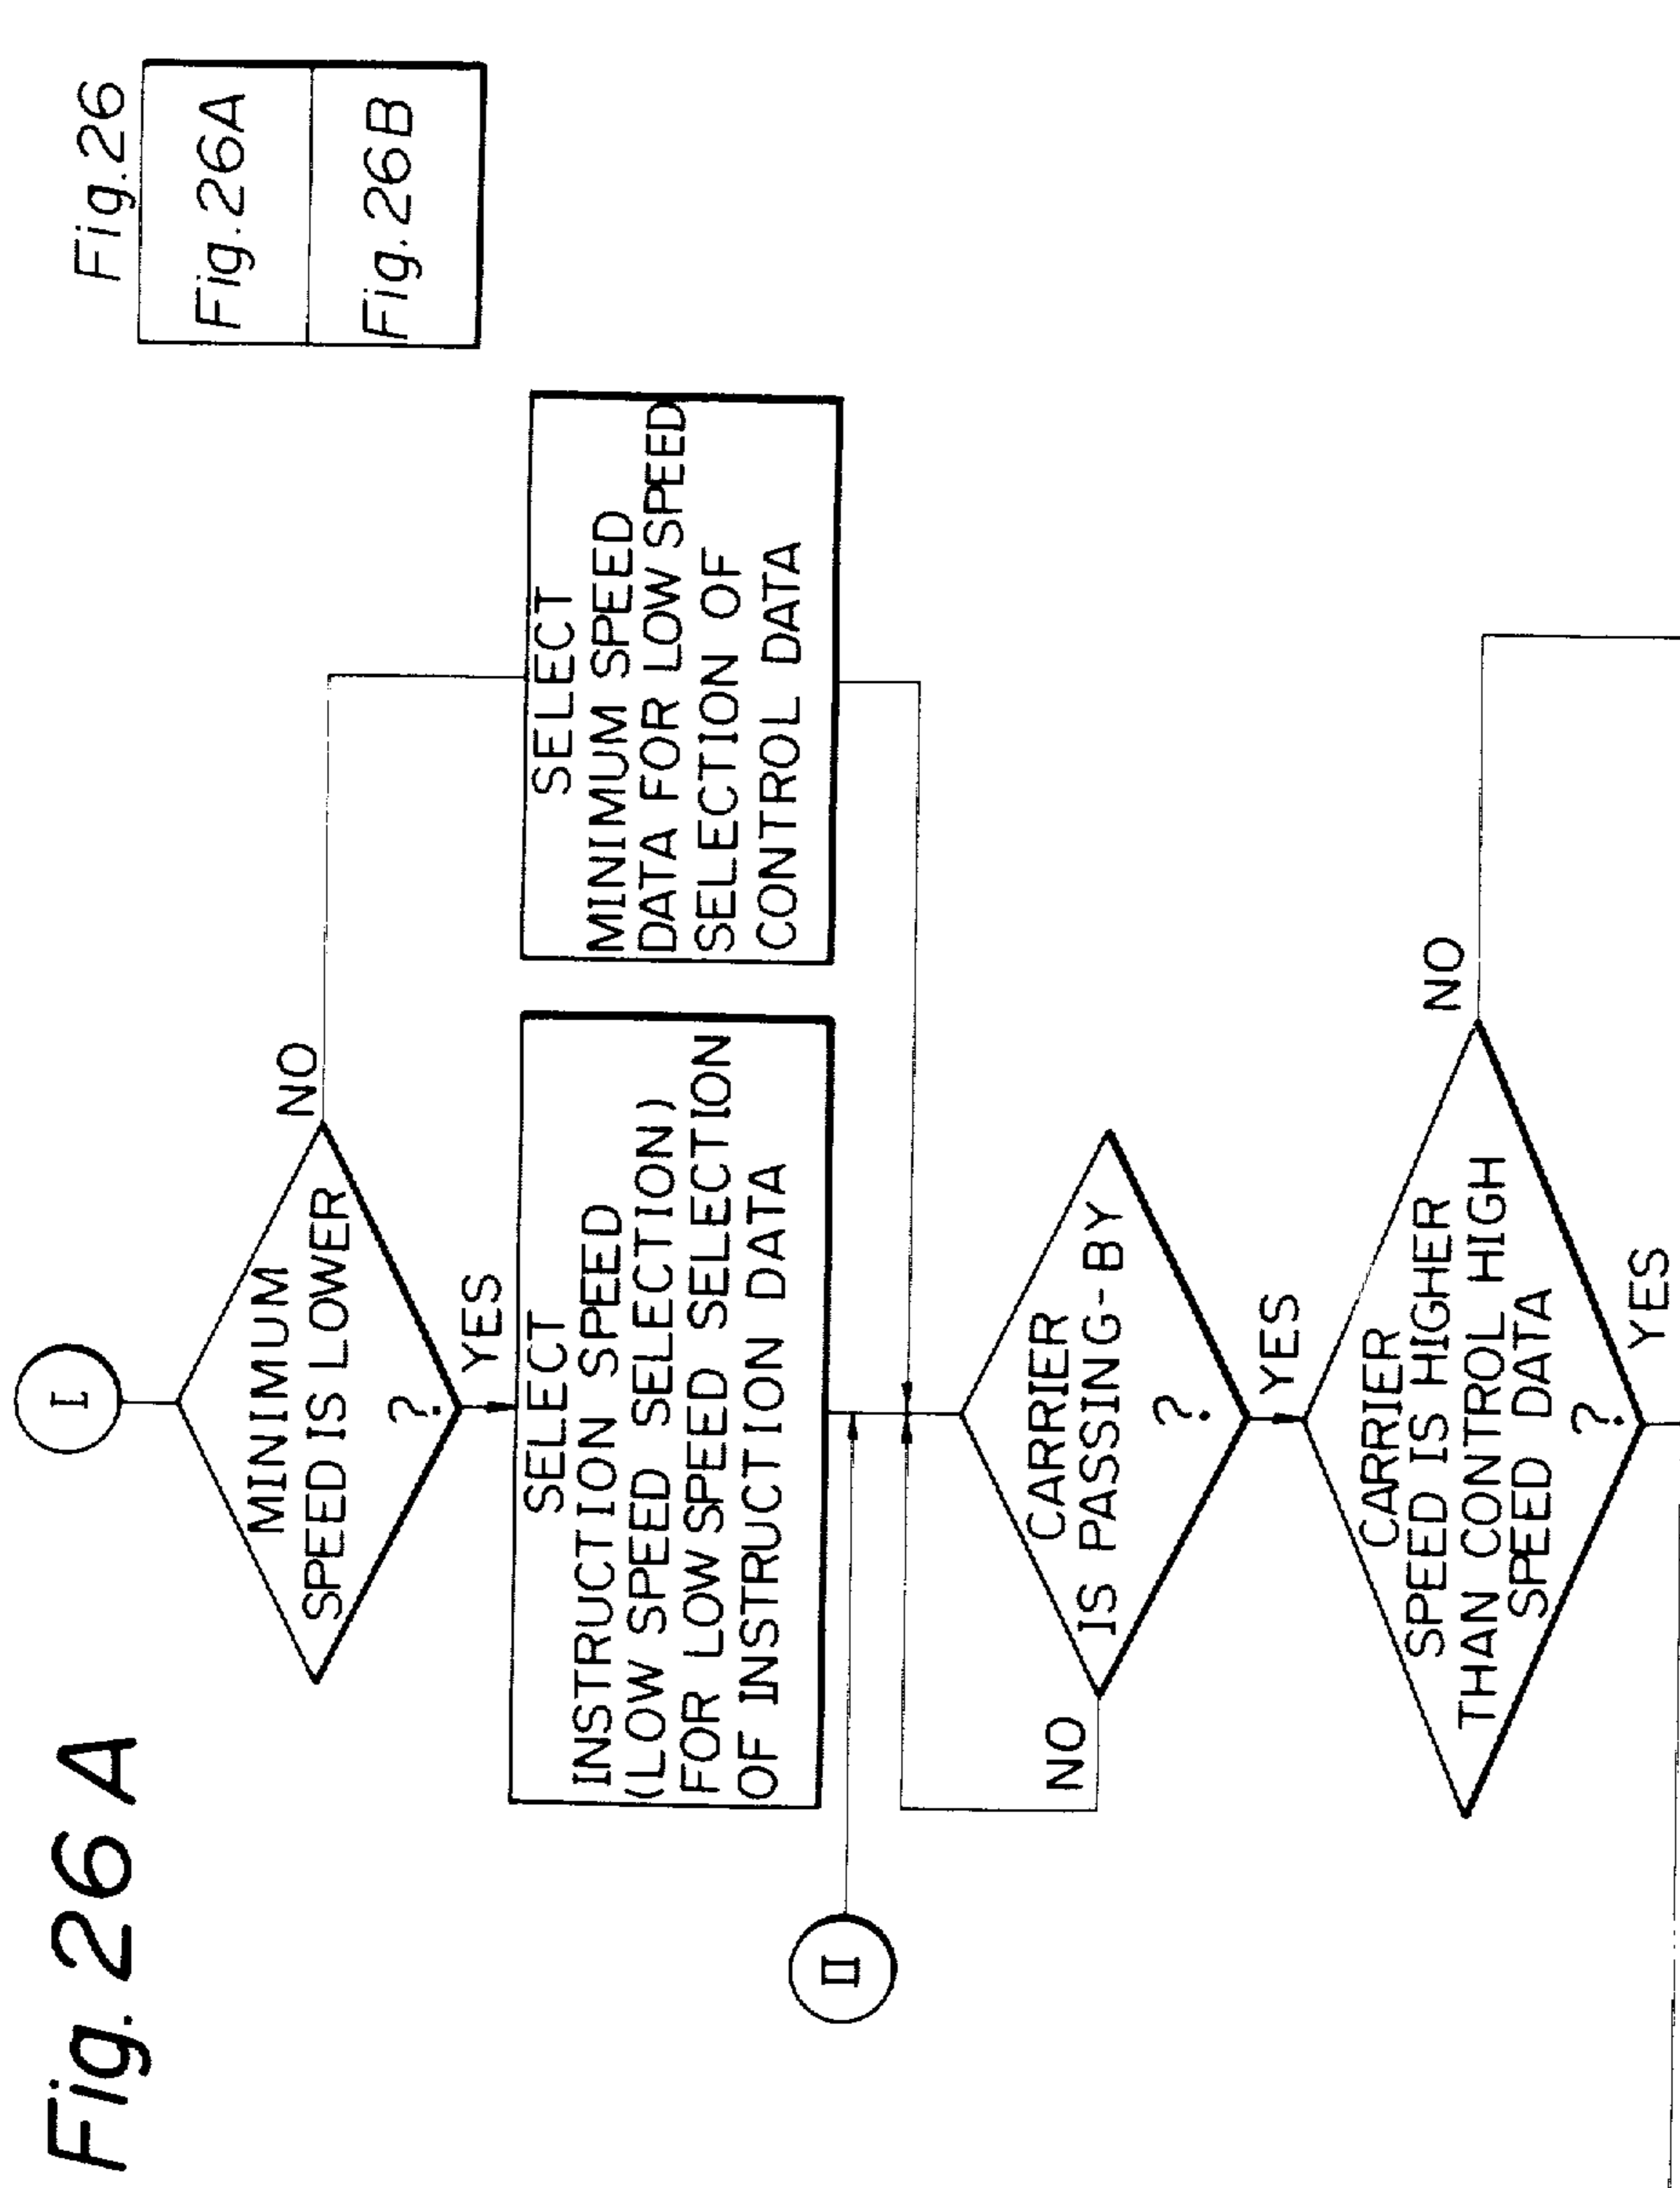 Fig. 26 A
Fig.26
Fig.26A
Fig.26B
I
MINIMUM
SPEED IS LOWER
?
NO
YES
SELECT
INSTRUCTION SPEED
(LOW SPEED SELECTION)
FOR LOW SPEED SELECTION
OF INSTRUCTION DATA
SELECT
MINIMUM SPEED
DATA FOR LOW SPEED
SELECTION OF
CONTROL DATA
II
CARRIER
IS PASSING-BY
?
NO
YES
CARRIER
SPEED IS HIGHER
THAN CONTROL HIGH
SPEED DATA
?
NO
YES